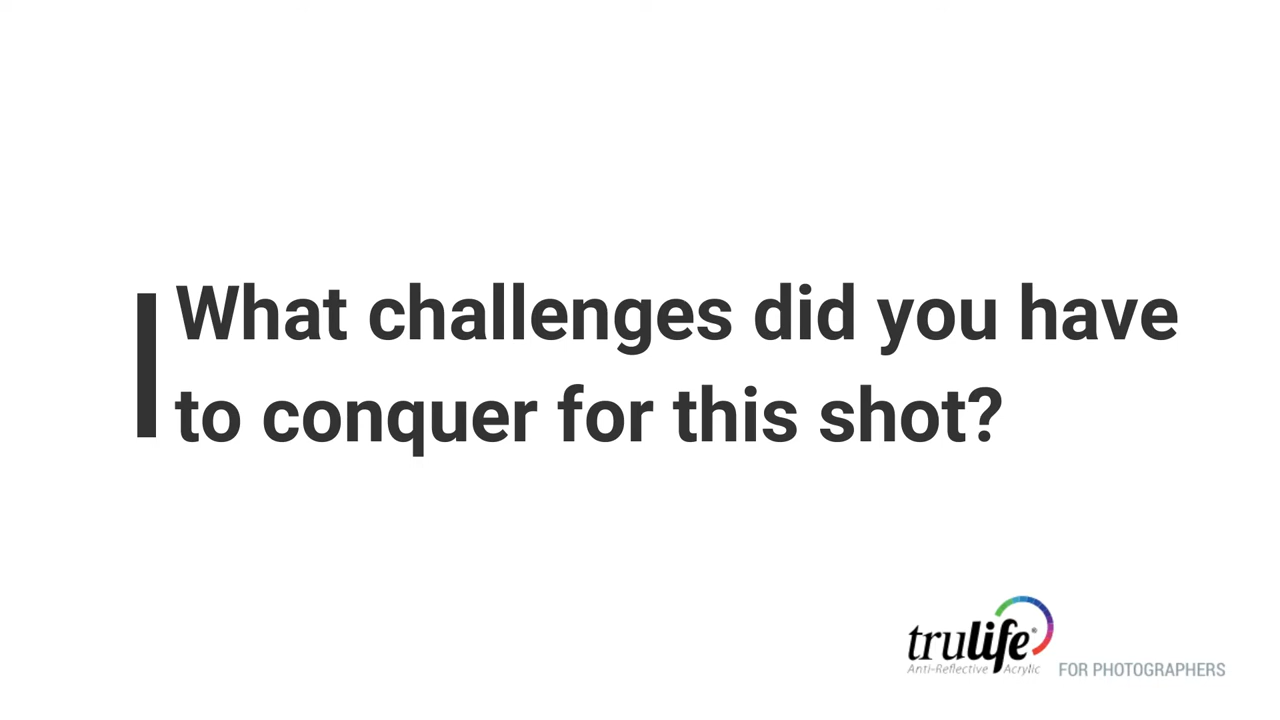 What challenges did you have
to conquer for this shot?
trulife®
Anti-Reflective Acrylic
FOR PHOTOGRAPHERS